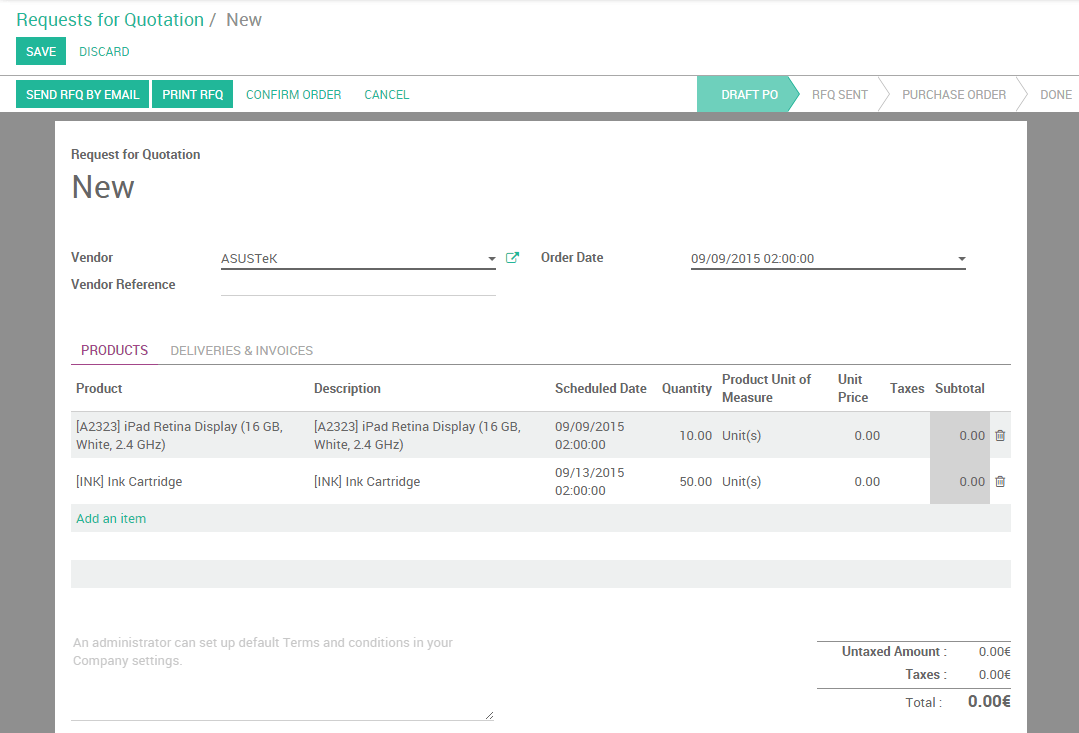 Requests for Quotation / New
SAVE DISCARD
SEND RFQ BY EMAIL PRINT RFQ CONFIRM ORDER CANCEL DRAFT PO RFQ SENT PURCHASE ORDER DONE
Request for Quotation
New
Vendor ASUSTeK Order Date 09/09/2015 02:00:00
Vendor Reference
PRODUCTS DELIVERIES & INVOICES
Product Description Scheduled Date Quantity Product Unit of Measure Unit Price Taxes Subtotal
[A2323] iPad Retina Display (16 GB, [A2323] iPad Retina Display (16 GB, 09/09/2015
White, 2.4 GHz) White, 2.4 GHz) 02:00:00 10.00 Unit(s) 0.00 0.00
[INK] Ink Cartridge [INK] Ink Cartridge 09/13/2015 02:00:00 50.00 Unit(s) 0.00 0.00
Add an item
An administrator can set up default Terms and conditions in your
Company settings.
Untaxed Amount : 0.00€
Taxes : 0.00€
Total : 0.00€